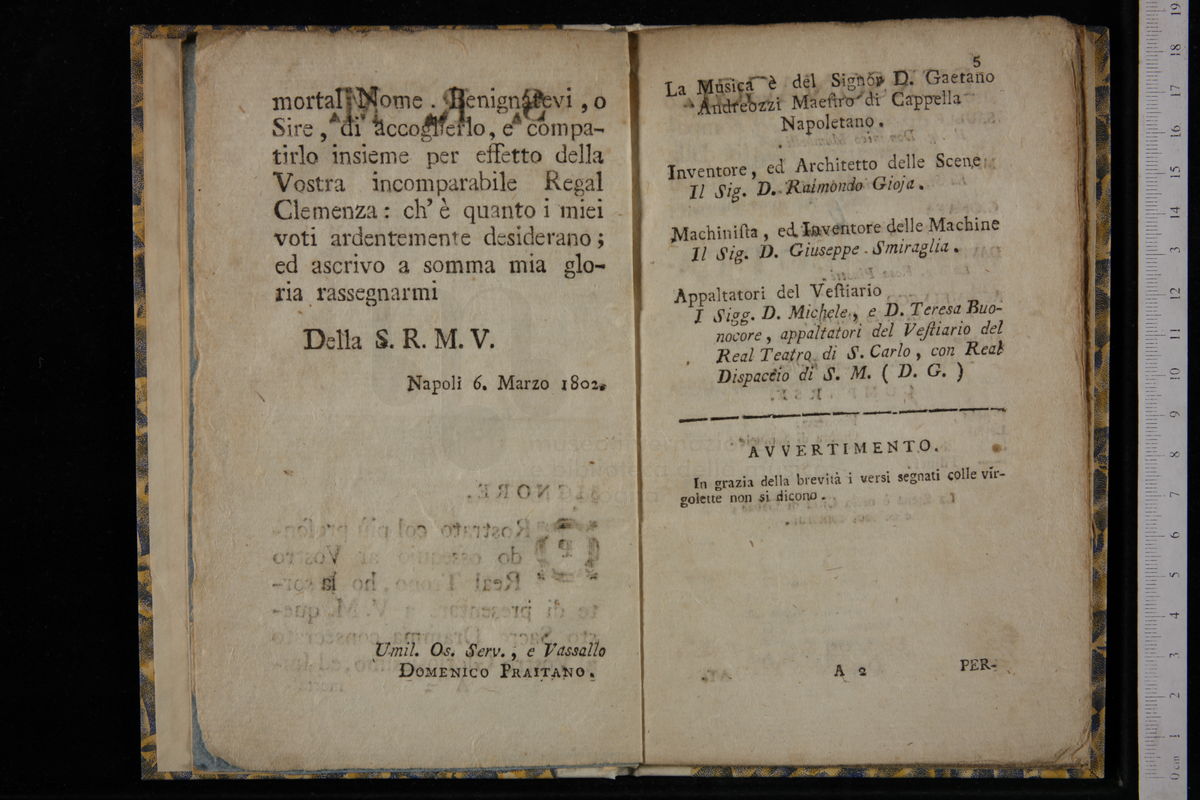 mortal Nome. Benignatevi, o
Sire, di accoglierlo, e compa-
tirlo insieme per effetto della
Vostra incomparabile Regal
Clemenza: ch'è quanto i miei
voti ardentemente desiderano;
ed ascrivo a somma mia glo-
ria rassegnarmi
Della S. R. M. V.
Napoli 6. Marzo 1802.
Umil. Os. Serv., e Vassallo
DOMENICO PRAITANO.
5
La Musica è del Signor D. Gaetano
Andreozzi Maeſtro di Cappella
Napoletano.
Inventore, ed Architetto delle Scene
Il Sig. D. Raimondo Gioja.
Machiniſta, ed Inventore delle Machine
Il Sig. D. Giuseppe Smiraglia.
Appaltatori del Veſtiario
I Sigg. D. Michele, e D. Teresa Buo-
nocore, appaltatori del Veſtiario del
Real Teatro di S. Carlo, con Real
Dispaccio di S. M. ( D. G. )
AVVERTIMENTO.
In grazia della brevità i versi segnati colle vir-
golette non si dicono.
A 2
PER-